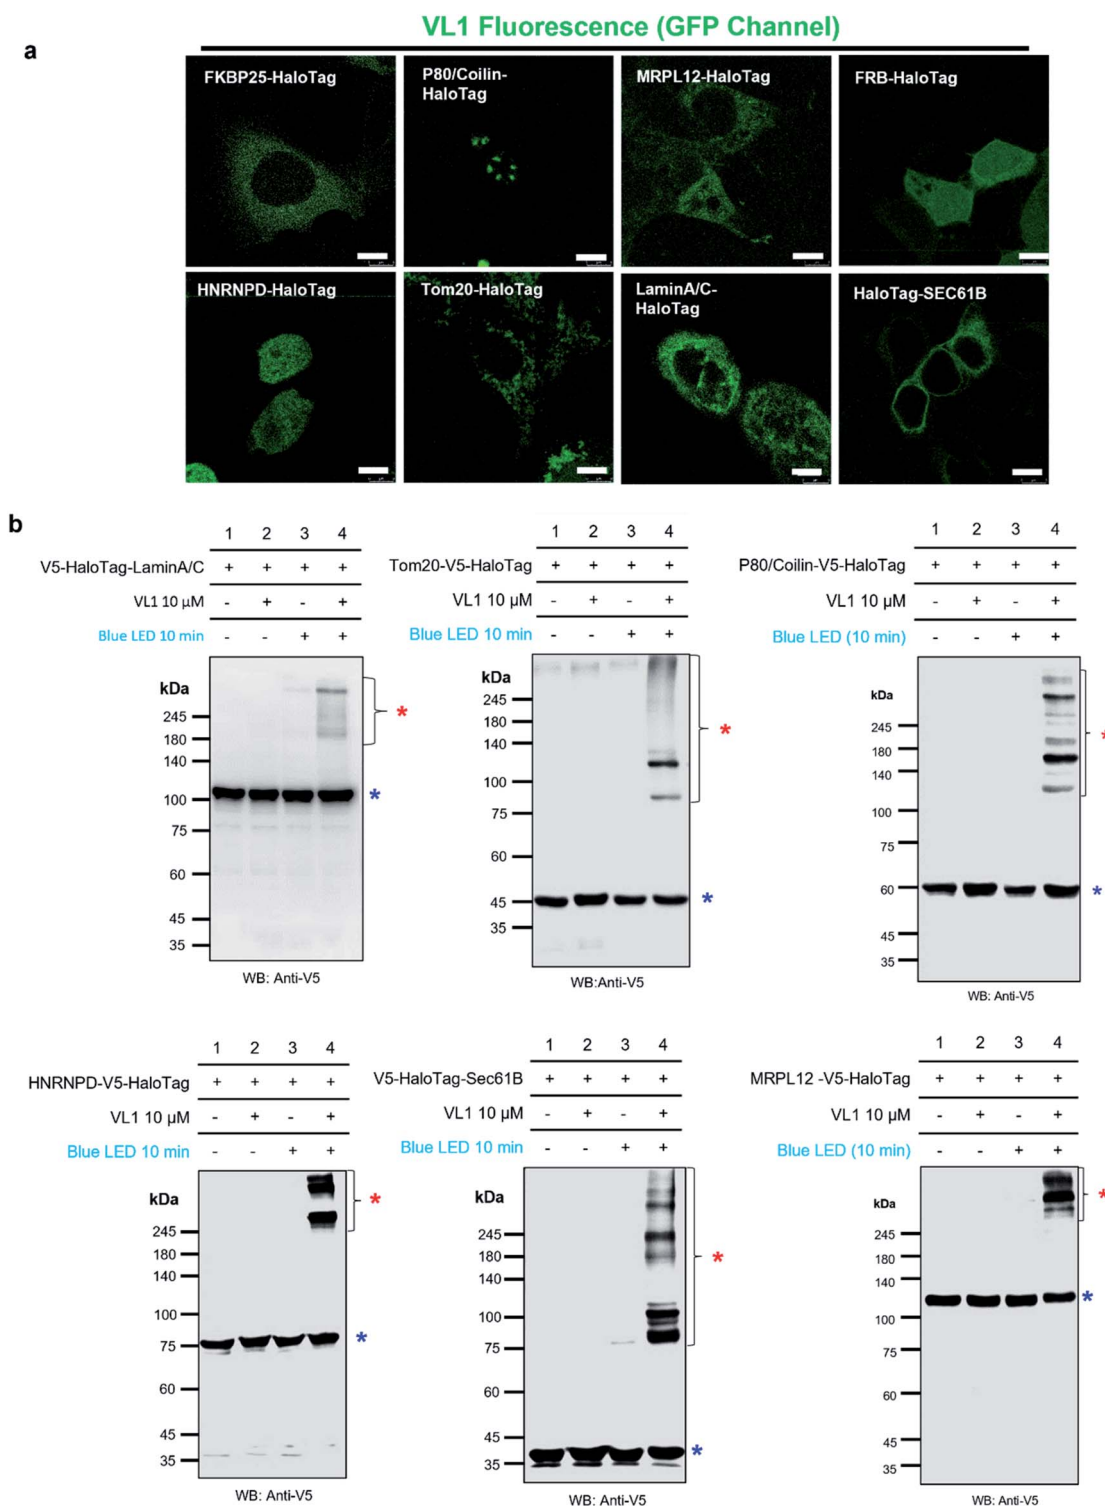 VL1 Fluorescence (GFP Channel)
a
FKBP25-HaloTag
P80/Coilin-
HaloTag
MRPL12-HaloTag
FRB-HaloTag
HNRNPD-HaloTag
Tom20-HaloTag
LaminA/C-
HaloTag
HaloTag-SEC61B
b
1 2 3 4
V5-HaloTag-LaminA/C + + + +
VL1 10 µM - + - +
Blue LED 10 min - - + +
kDa
245
180
140
100
75
60
45
35
*
*
WB: Anti-V5
1 2 3 4
Tom20-V5-HaloTag + + + +
VL1 10 µM - + - +
Blue LED 10 min - - + +
kDa
245
180
140
100
75
60
45
35
*
*
WB:Anti-V5
1 2 3 4
P80/Coilin-V5-HaloTag + + + +
VL1 10 µM - + - +
Blue LED (10 min) - - + +
kDa
245
180
140
100
75
60
45
35
*
*
WB: Anti-V5
1 2 3 4
HNRNPD-V5-HaloTag + + + +
VL1 10 µM - + - +
Blue LED 10 min - - + +
kDa
245
180
140
100
75
60
45
35
*
*
WB: Anti-V5
1 2 3 4
V5-HaloTag-Sec61B + + + +
VL1 10 µM - + - +
Blue LED 10 min - - + +
kDa
245
180
140
100
75
60
45
35
*
*
WB: Anti-V5
1 2 3 4
MRPL12 -V5-HaloTag + + + +
VL1 10 µM - + - +
Blue LED (10 min) - - + +
kDa
245
180
140
100
75
60
45
35
*
*
WB: Anti-V5